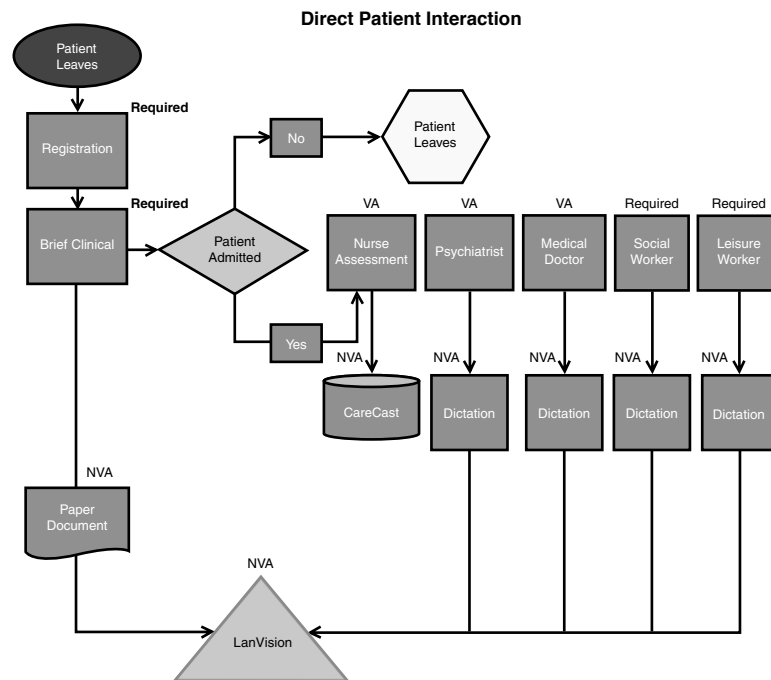 Direct Patient Interaction
Patient
Leaves
Required
Registration
No
Patient
Leaves
Required
Brief Clinical
Patient
Admitted
VA
VA
VA
Required
Required
Nurse
Assessment
Psychiatrist
Medical
Doctor
Social
Worker
Leisure
Worker
Yes
NVA
NVA
NVA
NVA
NVA
CareCast
Dictation
Dictation
Dictation
Dictation
NVA
Paper
Document
NVA
LanVision